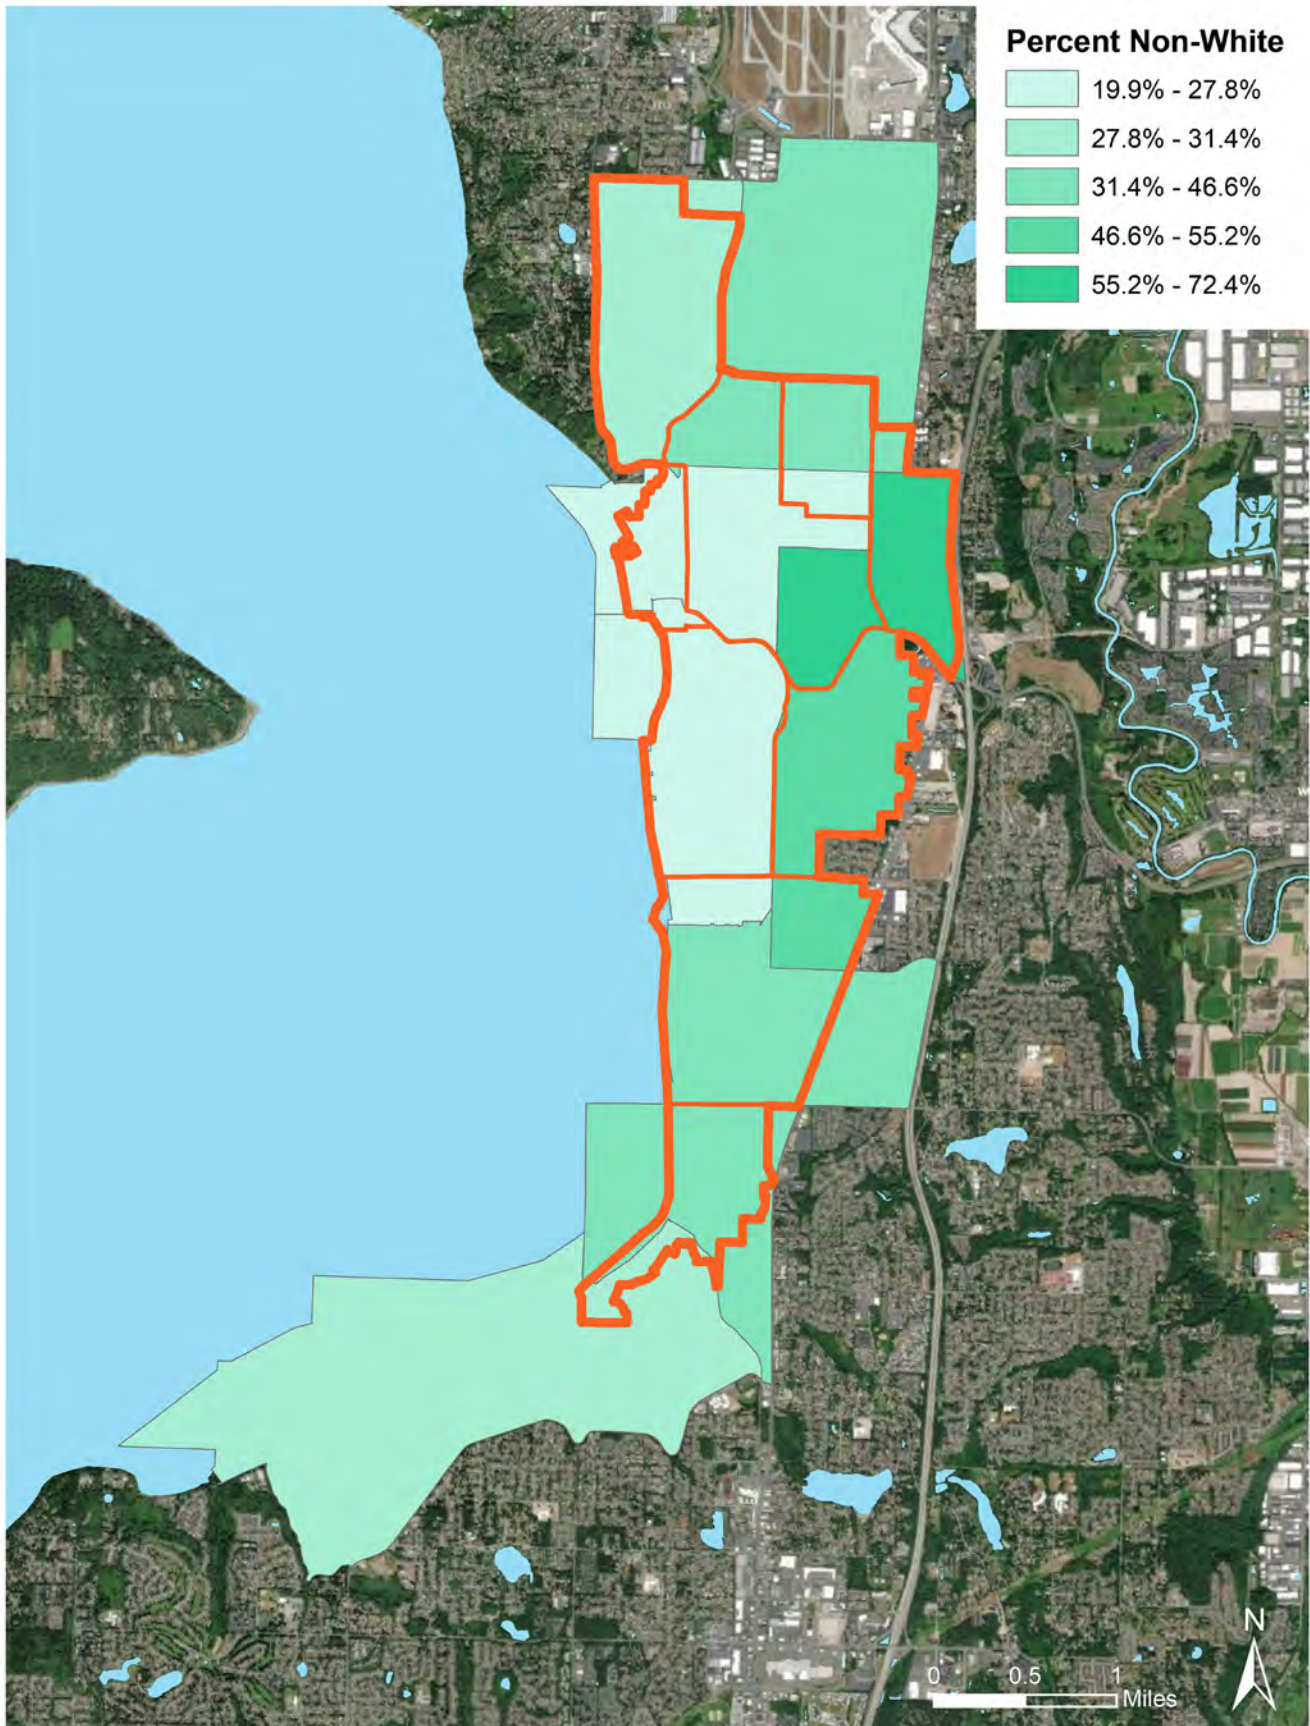 Percent Non-White
19.9% - 27.8%
27.8% - 31.4%
31.4% - 46.6%
46.6% - 55.2%
55.2% - 72.4%
N
0 0.5 1
Miles